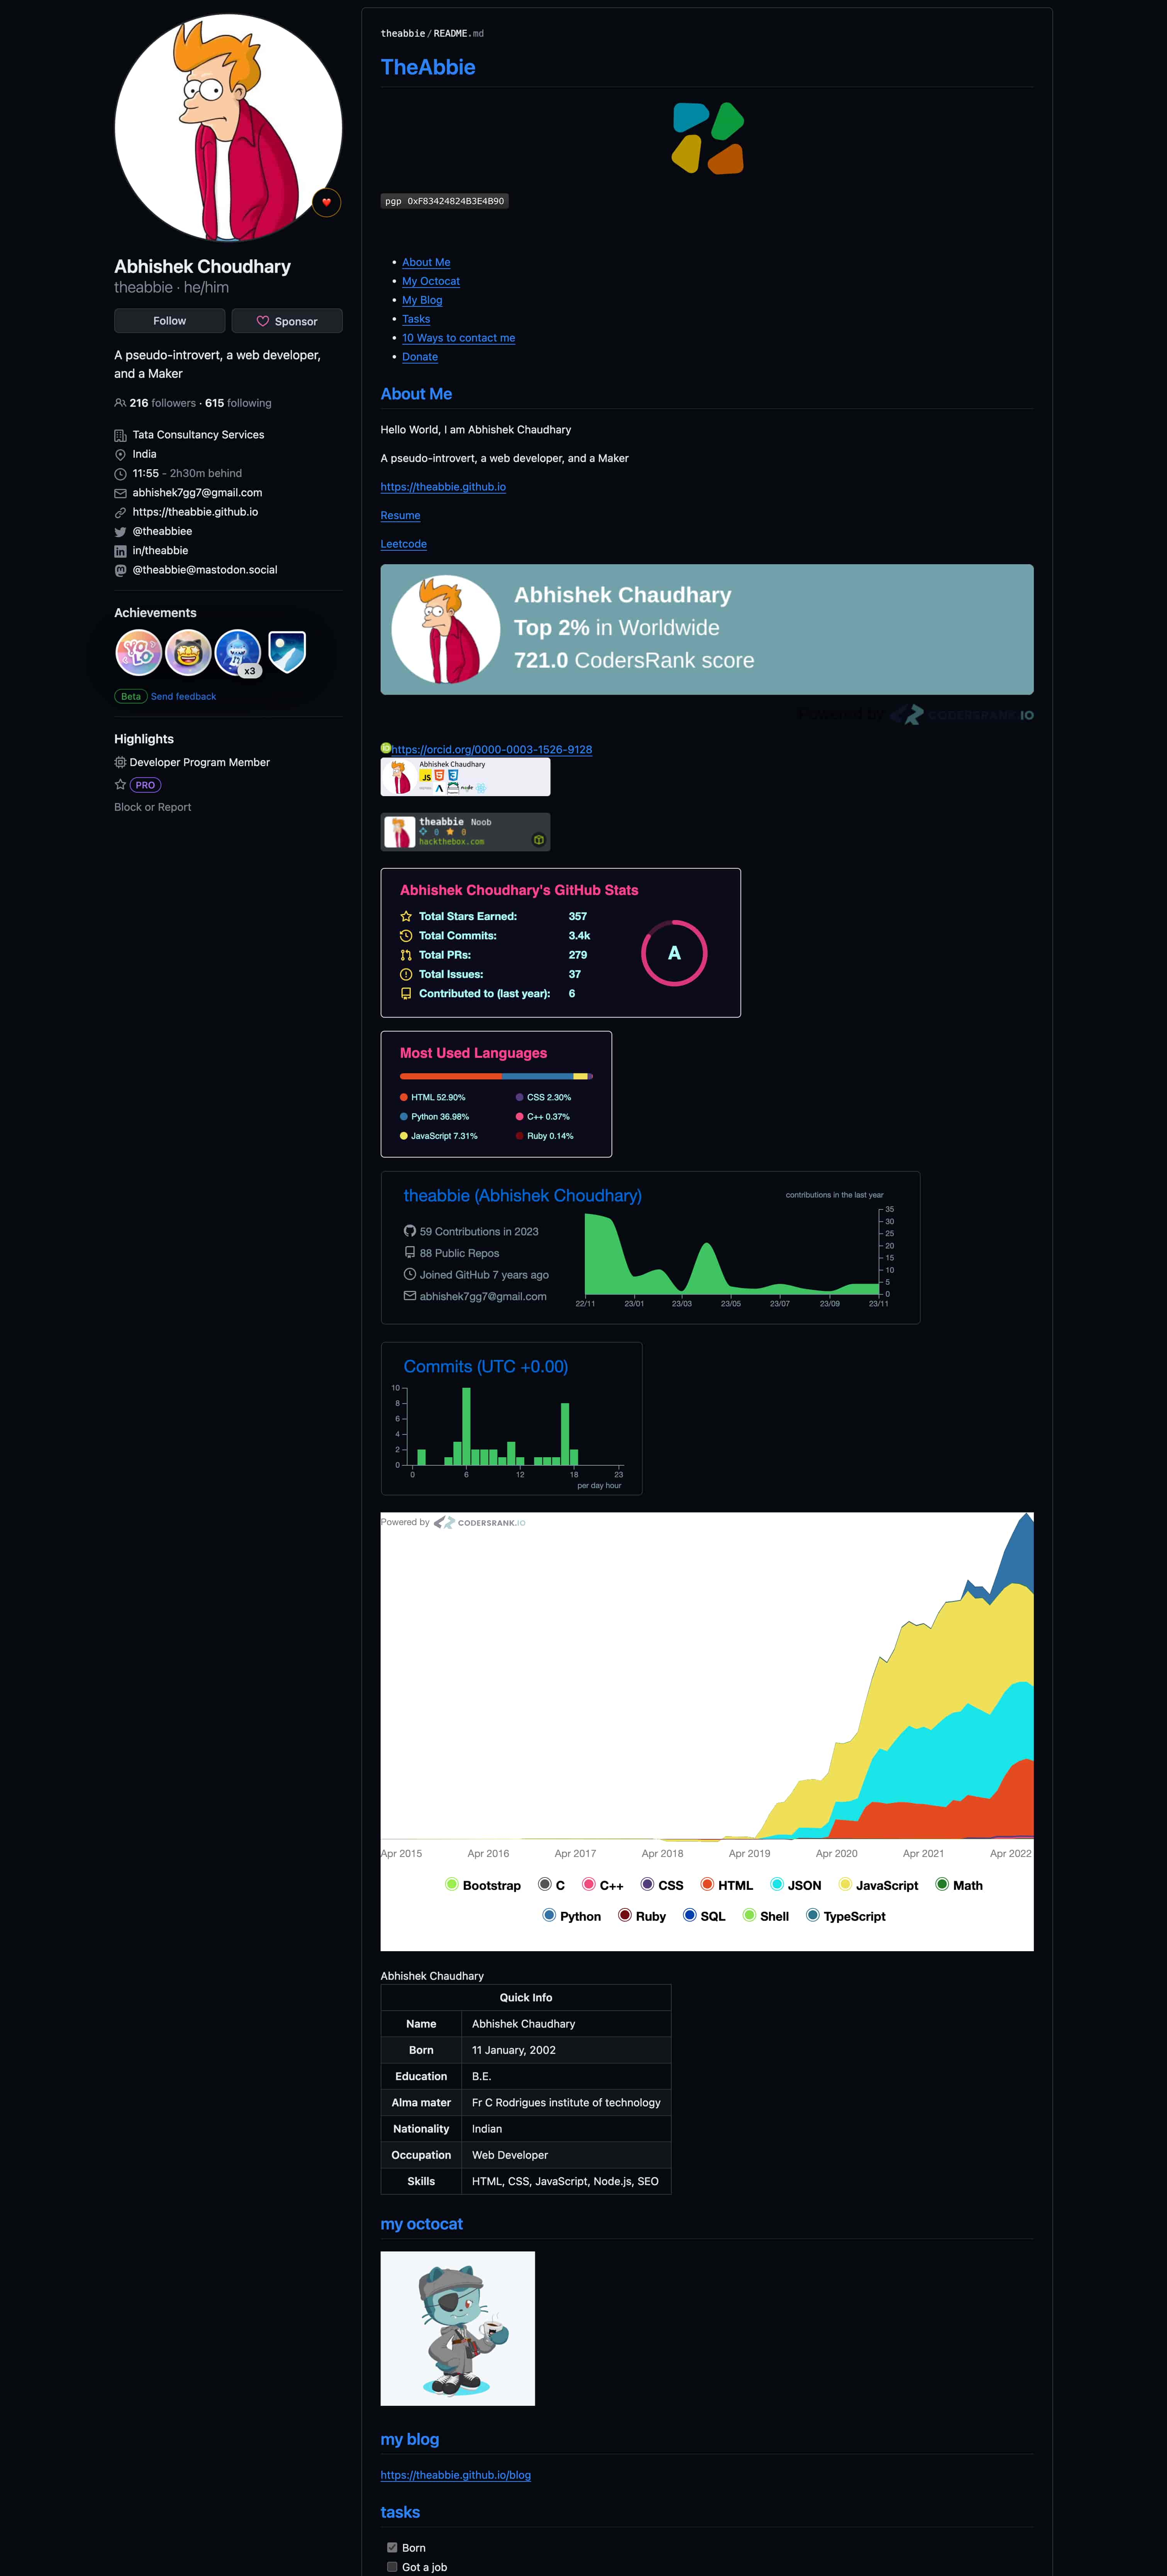 theabbie/README.md
TheAbbie
pgp 0xF83424824B3E4B90
Abhishek Choudhary
theabbie · he/him
Follow
Sponsor
A pseudo-introvert, a web developer,
and a Maker
216 followers · 615 following
Tata Consultancy Services
India
11:55 - 2h30m behind
abhishek7gg7@gmail.com
https://theabbie.github.io
@theabbiee
in/theabbie
@theabbie@mastodon.social
Achievements
YOLO
x3
Beta Send feedback
Highlights
Developer Program Member
PRO
Block or Report
About Me
My Octocat
My Blog
Tasks
10 Ways to contact me
Donate
About Me
Hello World, I am Abhishek Chaudhary
A pseudo-introvert, a web developer, and a Maker
https://theabbie.github.io
Resume
Leetcode
Abhishek Chaudhary
Top 2% in Worldwide
721.0 CodersRank score
Powered by CODERSRANK.IO
iD https://orcid.org/0000-0003-1526-9128
Abhishek Chaudhary
JS
theabbie Noob
0 0
hackthebox.com
Abhishek Choudhary's GitHub Stats
Total Stars Earned: 357
Total Commits: 3.4k
Total PRs: 279
Total Issues: 37
Contributed to (last year): 6
A
Most Used Languages
HTML 52.90% CSS 2.30%
Python 36.98% C++ 0.37%
JavaScript 7.31% Ruby 0.14%
theabbie (Abhishek Choudhary)
contributions in the last year
59 Contributions in 2023
88 Public Repos
Joined GitHub 7 years ago
abhishek7gg7@gmail.com
35
30
25
20
15
10
5
0
22/11 23/01 23/03 23/05 23/07 23/09 23/11
Commits (UTC +0.00)
10
8
6
4
2
0
0 6 12 18 23
per day hour
Powered by CODERSRANK.IO
Apr 2015 Apr 2016 Apr 2017 Apr 2018 Apr 2019 Apr 2020 Apr 2021 Apr 2022
Bootstrap C C++ CSS HTML JSON JavaScript Math
Python Ruby SQL Shell TypeScript
Abhishek Chaudhary
Quick Info
Name Abhishek Chaudhary
Born 11 January, 2002
Education B.E.
Alma mater Fr C Rodrigues institute of technology
Nationality Indian
Occupation Web Developer
Skills HTML, CSS, JavaScript, Node.js, SEO
my octocat
my blog
https://theabbie.github.io/blog
tasks
Born
Got a job